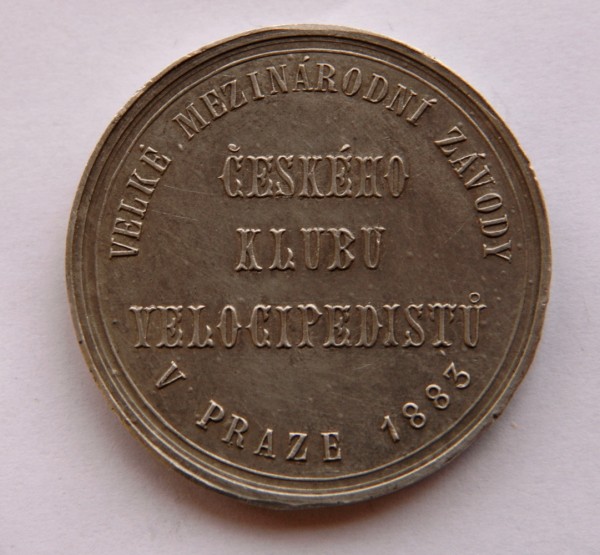 VELKÉ MEZINÁRODNÍ ZÁVODY
ČESKÉHO
KLUBU
VELOCIPEDISTŮ
V PRAZE 1883